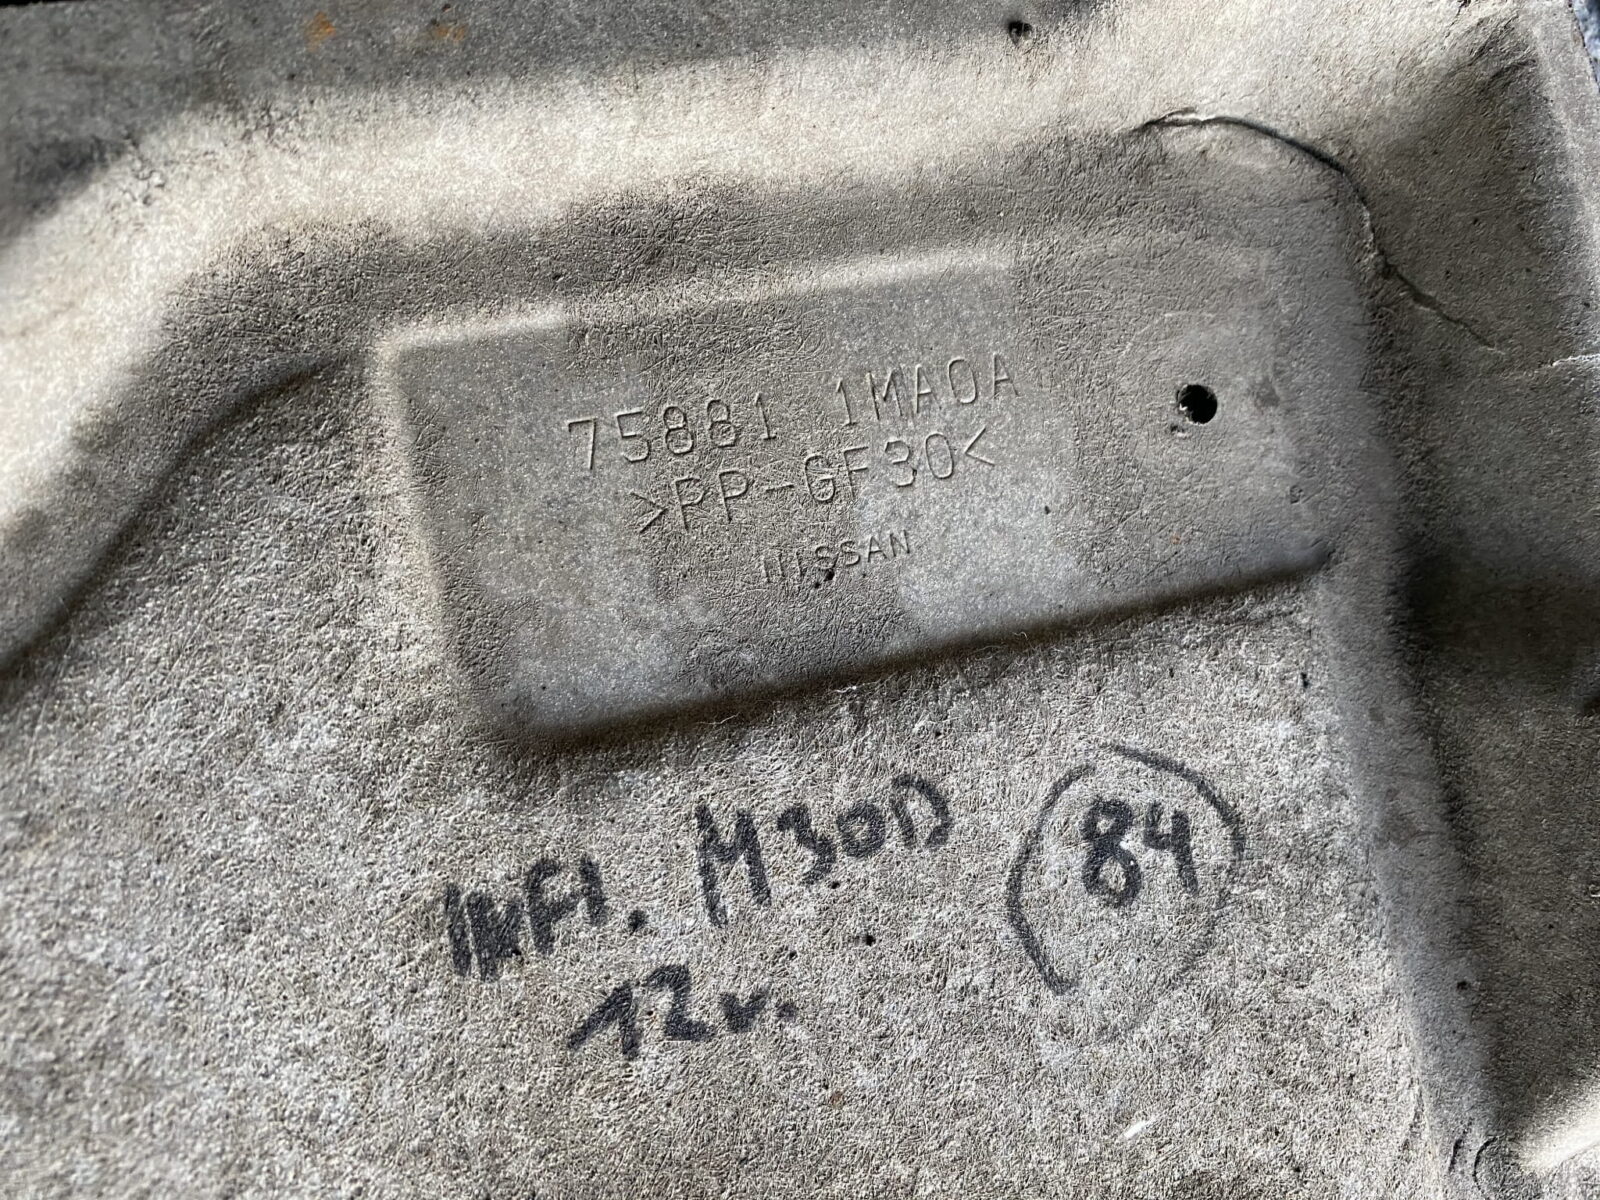 75881 1MA0A
>PP-GF30<
NISSAN
INFI. M30D 84
12v.